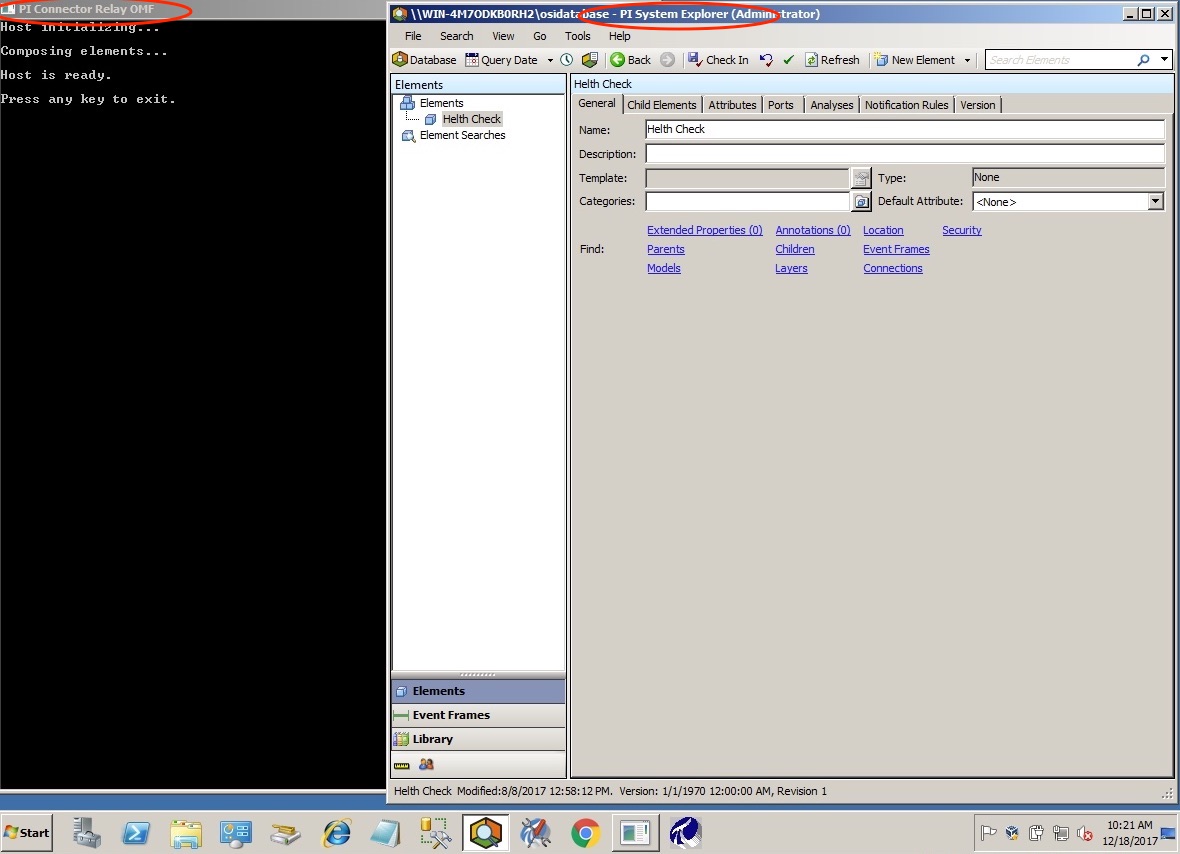 PI Connector Relay OMF
Host initializing...
Composing elements...
Host is ready.
Press any key to exit.
\\WIN-4M7ODKB0RH2\osidatabase - PI System Explorer (Administrator)
File Search View Go Tools Help
Database Query Date Back Check In Refresh New Element Search Elements
Elements
Elements
Helth Check
Element Searches
Elements
Event Frames
Library
Helth Check
General Child Elements Attributes Ports Analyses Notification Rules Version
Name: Helth Check
Description:
Template: Type: None
Categories: Default Attribute: <None>
Extended Properties (0) Annotations (0) Location Security
Find: Parents Children Event Frames
Models Layers Connections
Helth Check Modified:8/8/2017 12:58:12 PM. Version: 1/1/1970 12:00:00 AM, Revision 1
Start
10:21 AM
12/18/2017